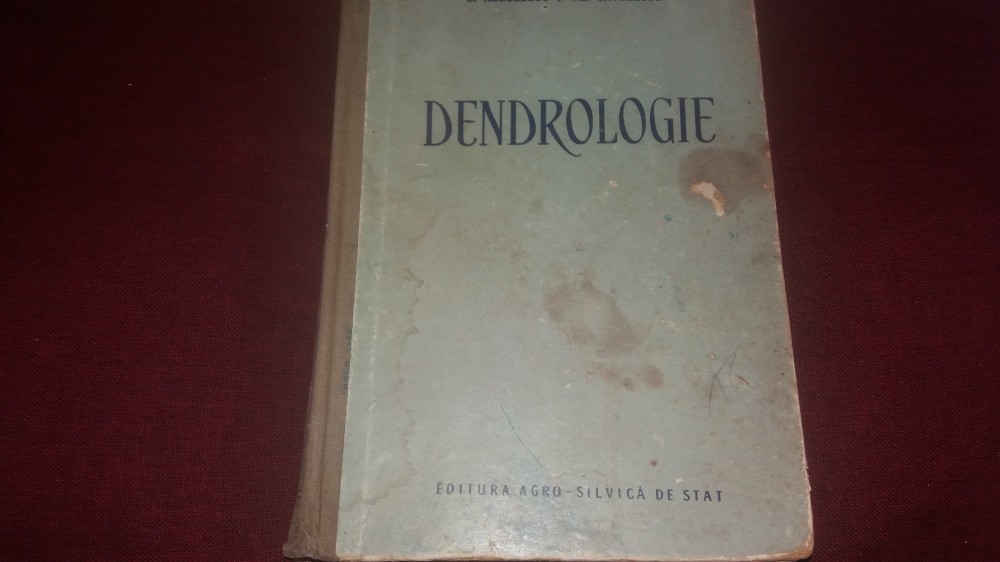 DENDROLOGIE
EDITURA AGRO-SILVICĂ DE STAT